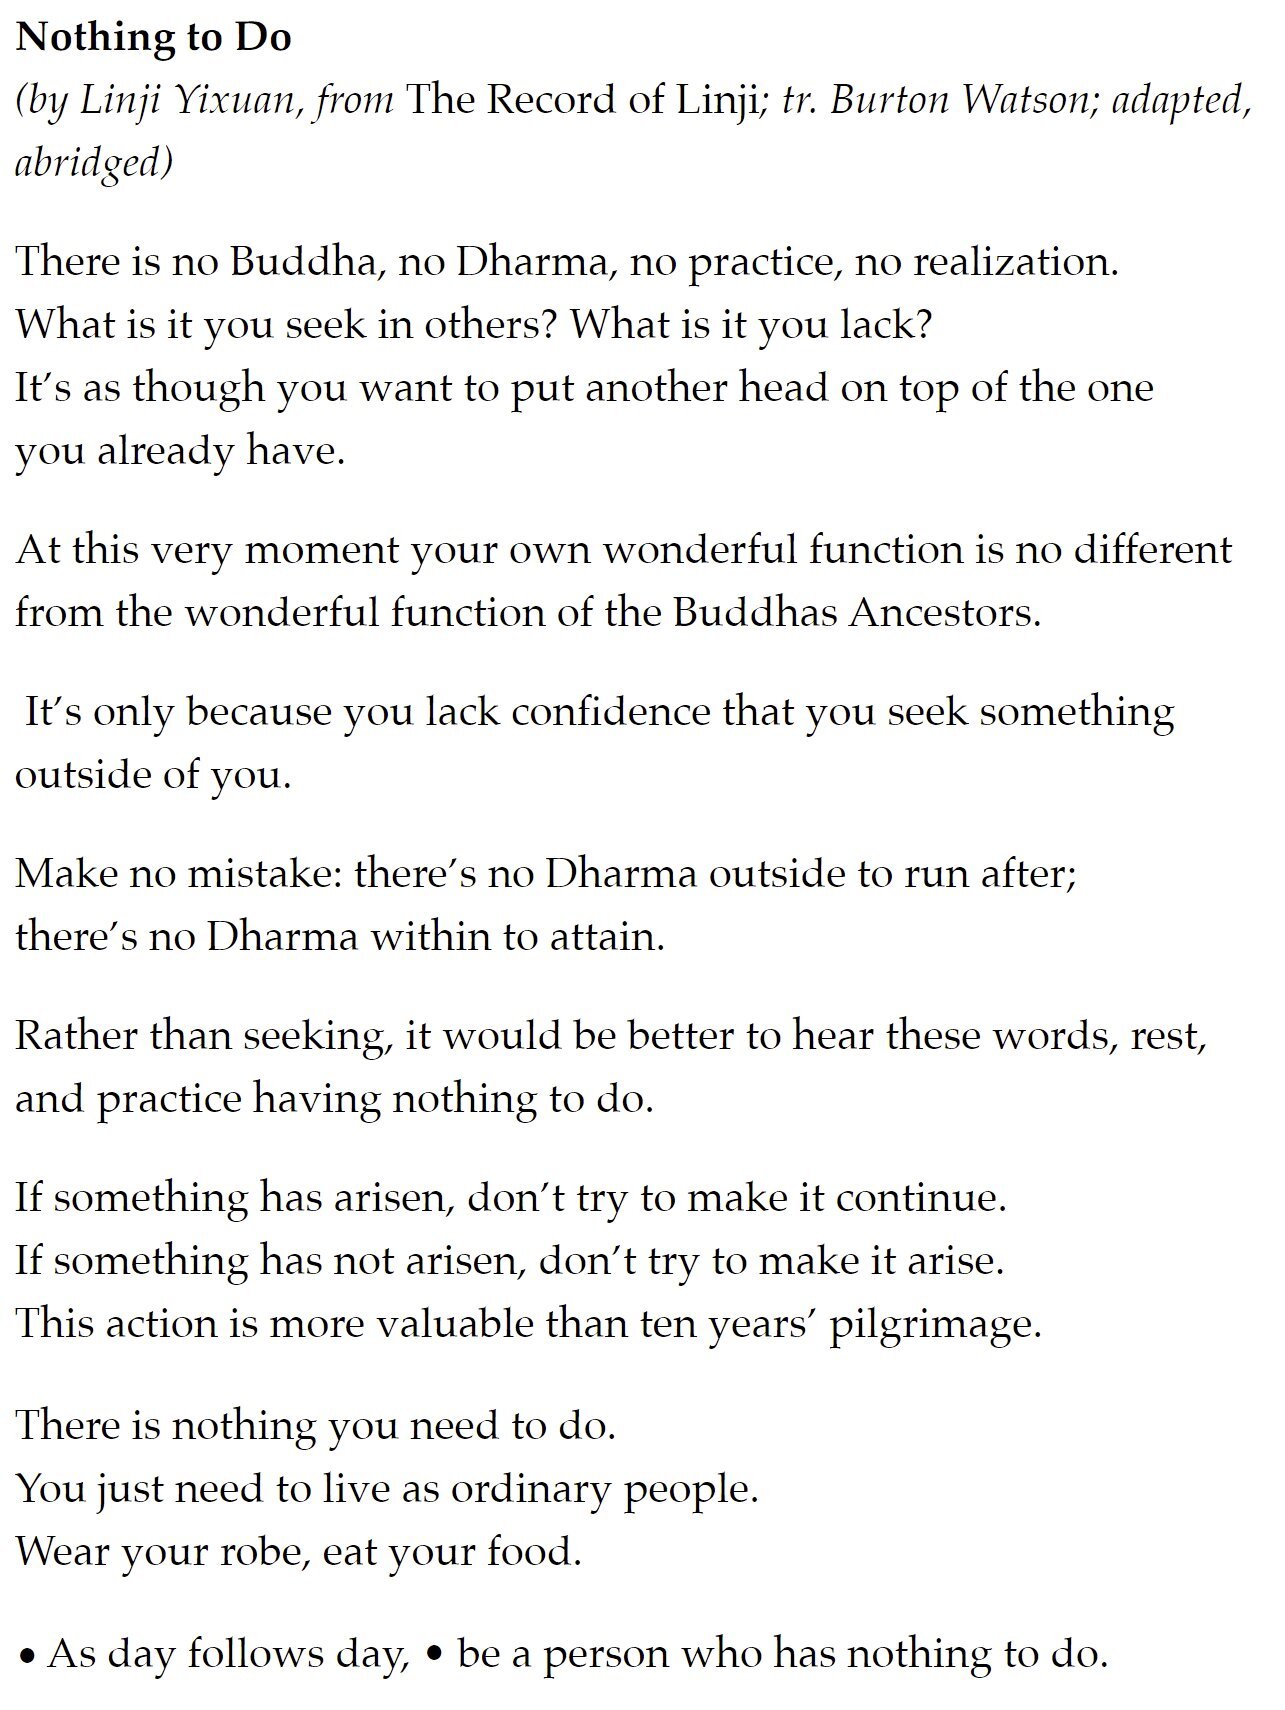 Nothing to Do
(by Linji Yixuan, from The Record of Linji; tr. Burton Watson; adapted,
abridged)
There is no Buddha, no Dharma, no practice, no realization.
What is it you seek in others? What is it you lack?
It’s as though you want to put another head on top of the one
you already have.
At this very moment your own wonderful function is no different
from the wonderful function of the Buddhas Ancestors.
It’s only because you lack confidence that you seek something
outside of you.
Make no mistake: there’s no Dharma outside to run after;
there’s no Dharma within to attain.
Rather than seeking, it would be better to hear these words, rest,
and practice having nothing to do.
If something has arisen, don’t try to make it continue.
If something has not arisen, don’t try to make it arise.
This action is more valuable than ten years’ pilgrimage.
There is nothing you need to do.
You just need to live as ordinary people.
Wear your robe, eat your food.
• As day follows day, • be a person who has nothing to do.